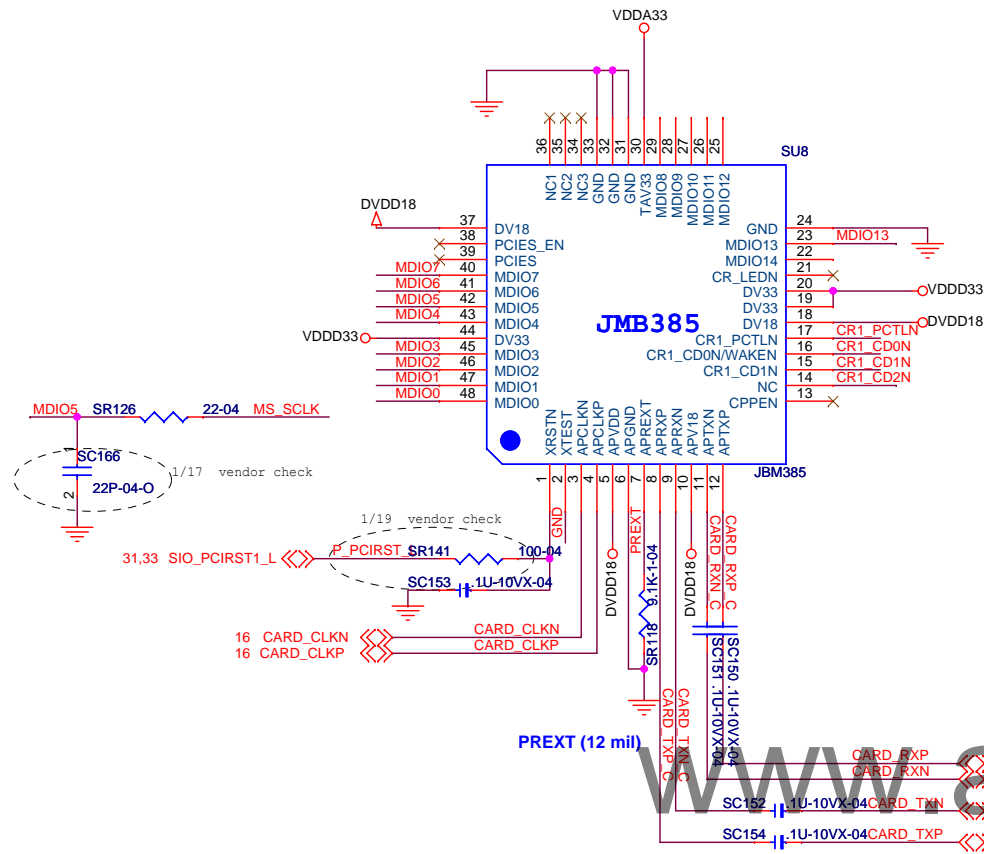 VDDA33
SU8
36 35 34 33 32 31 30 29 28 27 26 25
NC1 NC2 NC3 GND GND GND TAV33 MDIO8 MDIO9 MDIO10 MDIO11 MDIO12
DVDD18
37 DV18
38 PCIES_EN
39 PCIES
MDIO7 40 MDIO7
MDIO6 41 MDIO6
MDIO5 42 MDIO5
MDIO4 43 MDIO4
VDDD33 44 DV33
MDIO3 45 MDIO3
MDIO2 46 MDIO2
MDIO1 47 MDIO1
MDIO0 48 MDIO0
JMB385
GND 24
MDIO13 23 MDIO13
MDIO14 22
CR_LEDN 21
DV33 20 VDDD33
DV33 19
DV18 18 DVDD18
CR1_PCTLN 17 CR1_PCTLN
CR1_CD0N/WAKEN 16 CR1_CD0N
CR1_CD1N 15 CR1_CD1N
NC 14 CR1_CD2N
CPPEN 13
XRSTN XTEST APCLKN APCLKP APVDD APGND APREXT APRXP APRXN APV18 APTXN APTXP
JBM385
1 2 3 4 5 6 7 8 9 10 11 12
MDIO5 SR126 22-04 MS_SCLK
SC166
1/17 vendor check
22P-04-O
2
1/19 vendor check
31,33 SIO_PCIRST1_L P_PCIRST_ SR141 100-04
SC153 .1U-10VX-04
GND
DVDD18
PREXT
9.1K-1-04
SR118
DVDD18
CARD_RXN_C
CARD_RXP_C
16 CARD_CLKN CARD_CLKN
16 CARD_CLKP CARD_CLKP
SC151 .1U-10VX-04
SC150 .1U-10VX-04
CARD_TXP_C
CARD_TXN_C
PREXT (12 mil)
CARD_RXP
CARD_RXN
SC152 .1U-10VX-04 CARD_TXN
SC154 .1U-10VX-04 CARD_TXP
www.a